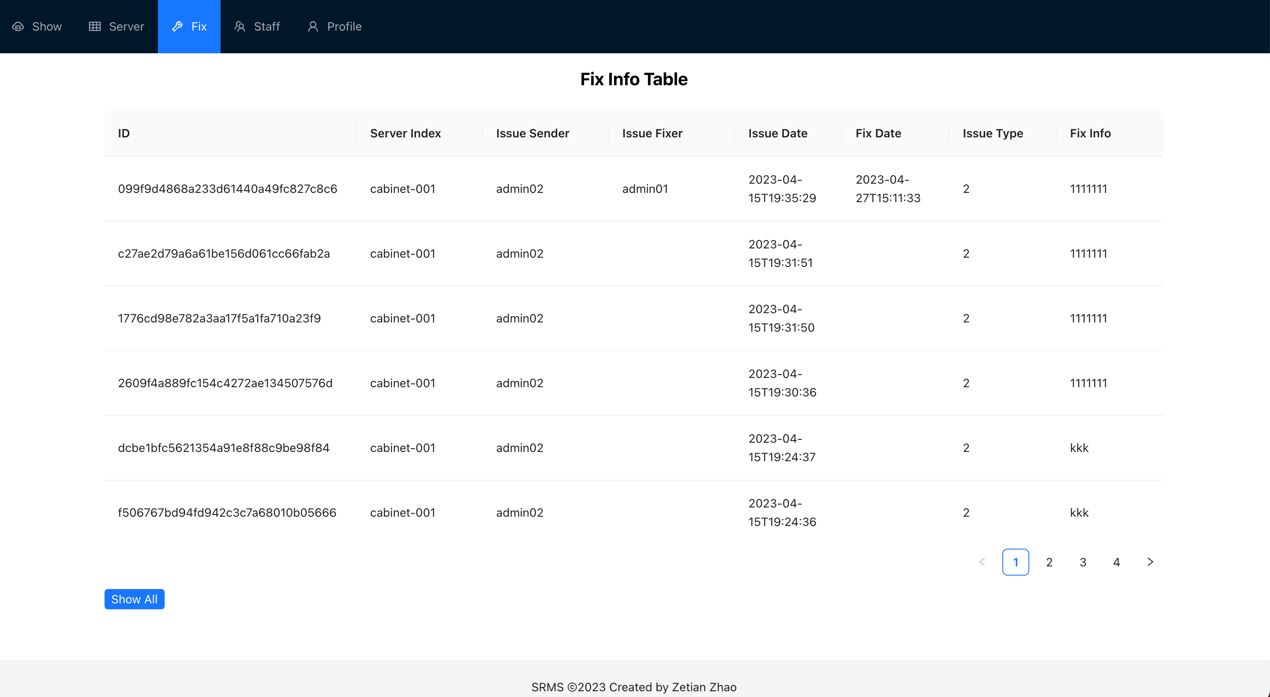 Show Server Fix Staff Profile
Fix Info Table
ID Server Index Issue Sender Issue Fixer Issue Date Fix Date Issue Type Fix Info
099f9d4868a233d61440a49fc827c8c6 cabinet-001 admin02 admin01 2023-04-15T19:35:29 2023-04-27T15:11:33 2 1111111
c27ae2d79a6a61be156d061cc66fab2a cabinet-001 admin02 2023-04-15T19:31:51 2 1111111
1776cd98e782a3aa17f5a1fa710a23f9 cabinet-001 admin02 2023-04-15T19:31:50 2 1111111
2609f4a889fc154c4272ae134507576d cabinet-001 admin02 2023-04-15T19:30:36 2 1111111
dcbe1bfc5621354a91e8f88c9be98f84 cabinet-001 admin02 2023-04-15T19:24:37 2 kkk
f506767bd94fd942c3c7a68010b05666 cabinet-001 admin02 2023-04-15T19:24:36 2 kkk
< 1 2 3 4 >
Show All
SRMS ©2023 Created by Zetian Zhao